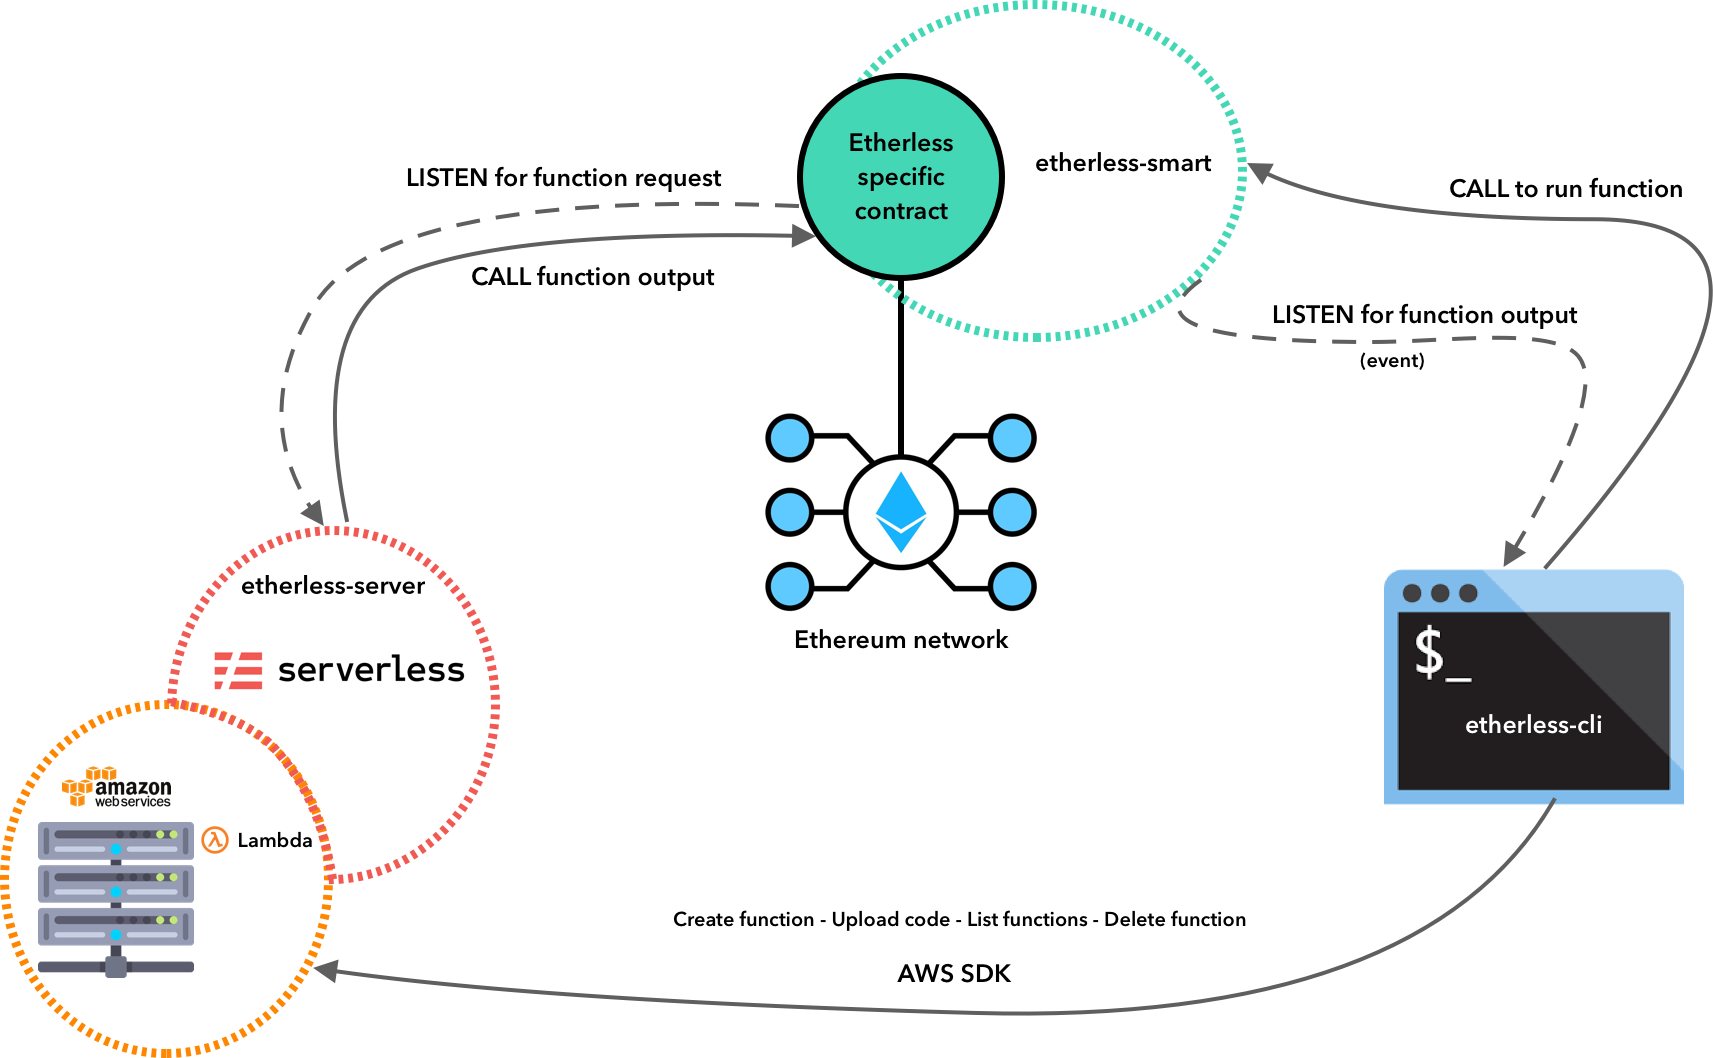 Etherless
specific
contract
etherless-smart
LISTEN for function request
CALL function output
CALL to run function
LISTEN for function output
(event)
Ethereum network
etherless-server
serverless
amazon
web services
λ Lambda
$_
etherless-cli
Create function - Upload code - List functions - Delete function
AWS SDK